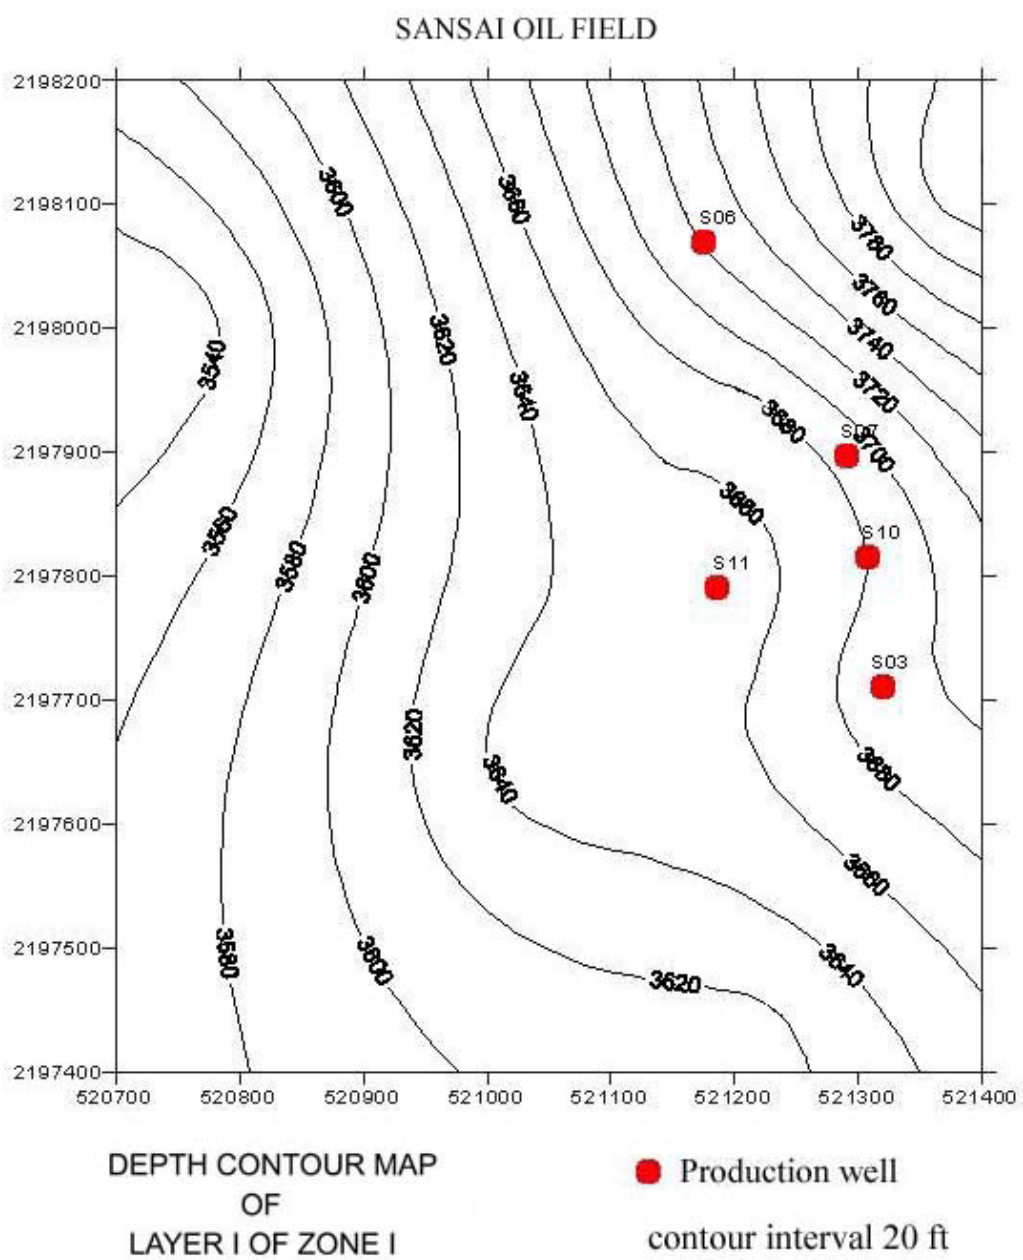 SANSAI OIL FIELD
2198200
3600
3660
2198100
S06
3780
3760
2198000
3620
3740
3540
3640
3720
3680
S07
2197900
3700
3660
3560
S10
3580
3600
S11
2197800
S03
2197700
3620
3640
3680
2197600
3660
2197500
3580
3600
3640
3620
2197400
520700 520800 520900 521000 521100 521200 521300 521400
DEPTH CONTOUR MAP
OF
LAYER I OF ZONE I
Production well
contour interval 20 ft